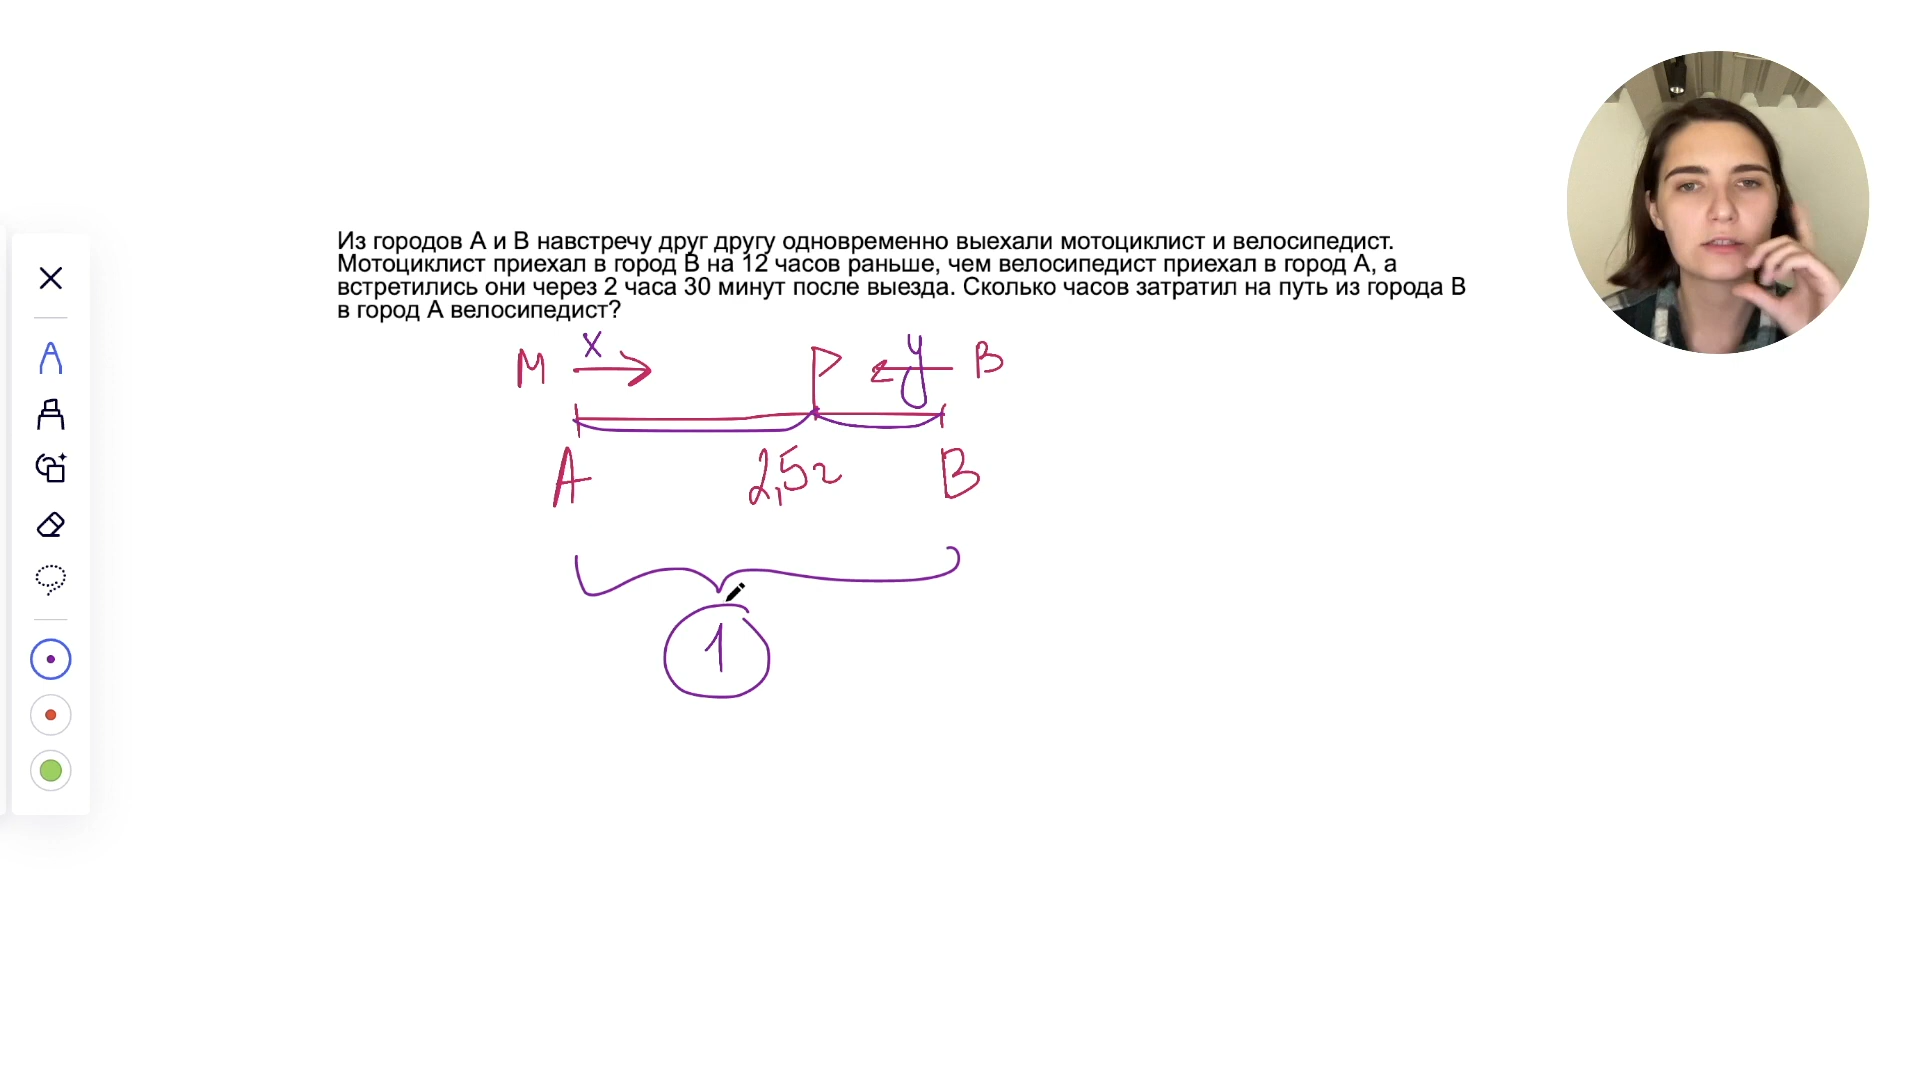 Из городов А и В навстречу друг другу одновременно выехали мотоциклист и велосипедист.
Мотоциклист приехал в город В на 12 часов раньше, чем велосипедист приехал в город А, а
встретились они через 2 часа 30 минут после выезда. Сколько часов затратил на путь из города В
в город А велосипедист?
М x у В
А 2,5ч В
1